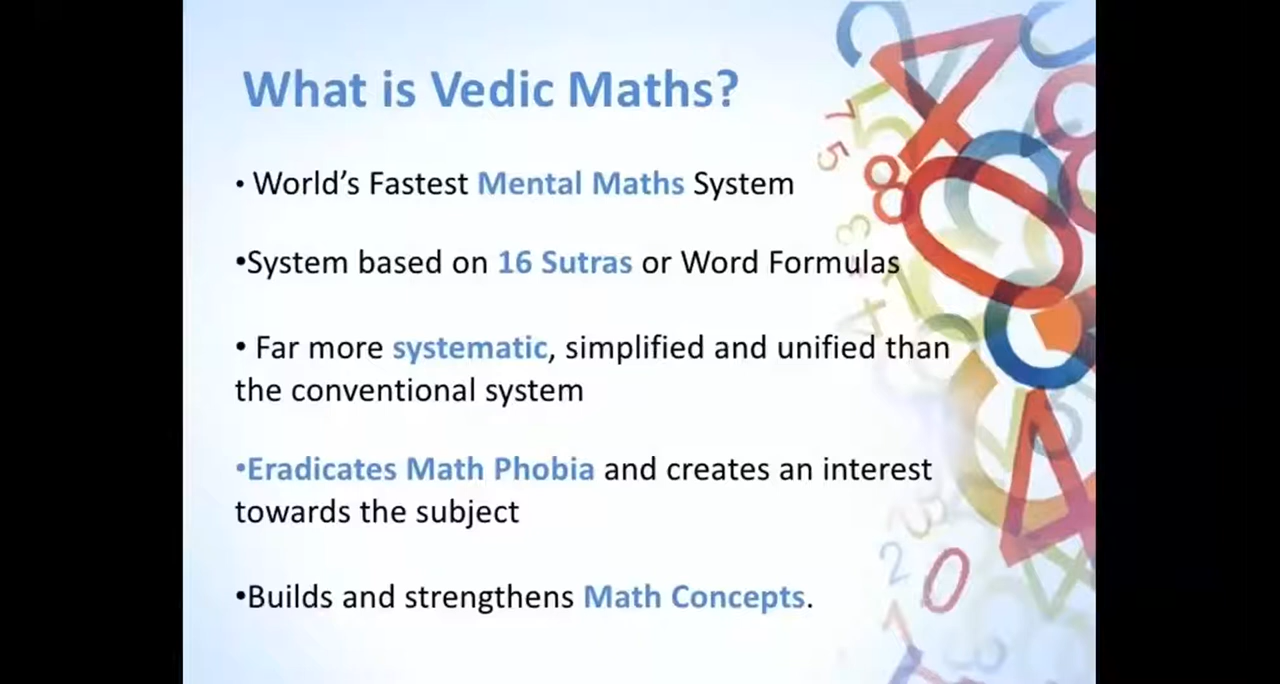 What is Vedic Maths?
• World's Fastest Mental Maths System
•System based on 16 Sutras or Word Formulas
• Far more systematic, simplified and unified than
the conventional system
•Eradicates Math Phobia and creates an interest
towards the subject
•Builds and strengthens Math Concepts.